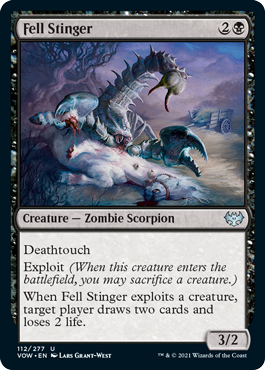 Fell Stinger 2
Creature — Zombie Scorpion
Deathtouch
Exploit (When this creature enters the
battlefield, you may sacrifice a creature.)
When Fell Stinger exploits a creature,
target player draws two cards and
loses 2 life.
3/2
112/277 U
VOW • EN Lars Grant-West
™ & © 2021 Wizards of the Coast